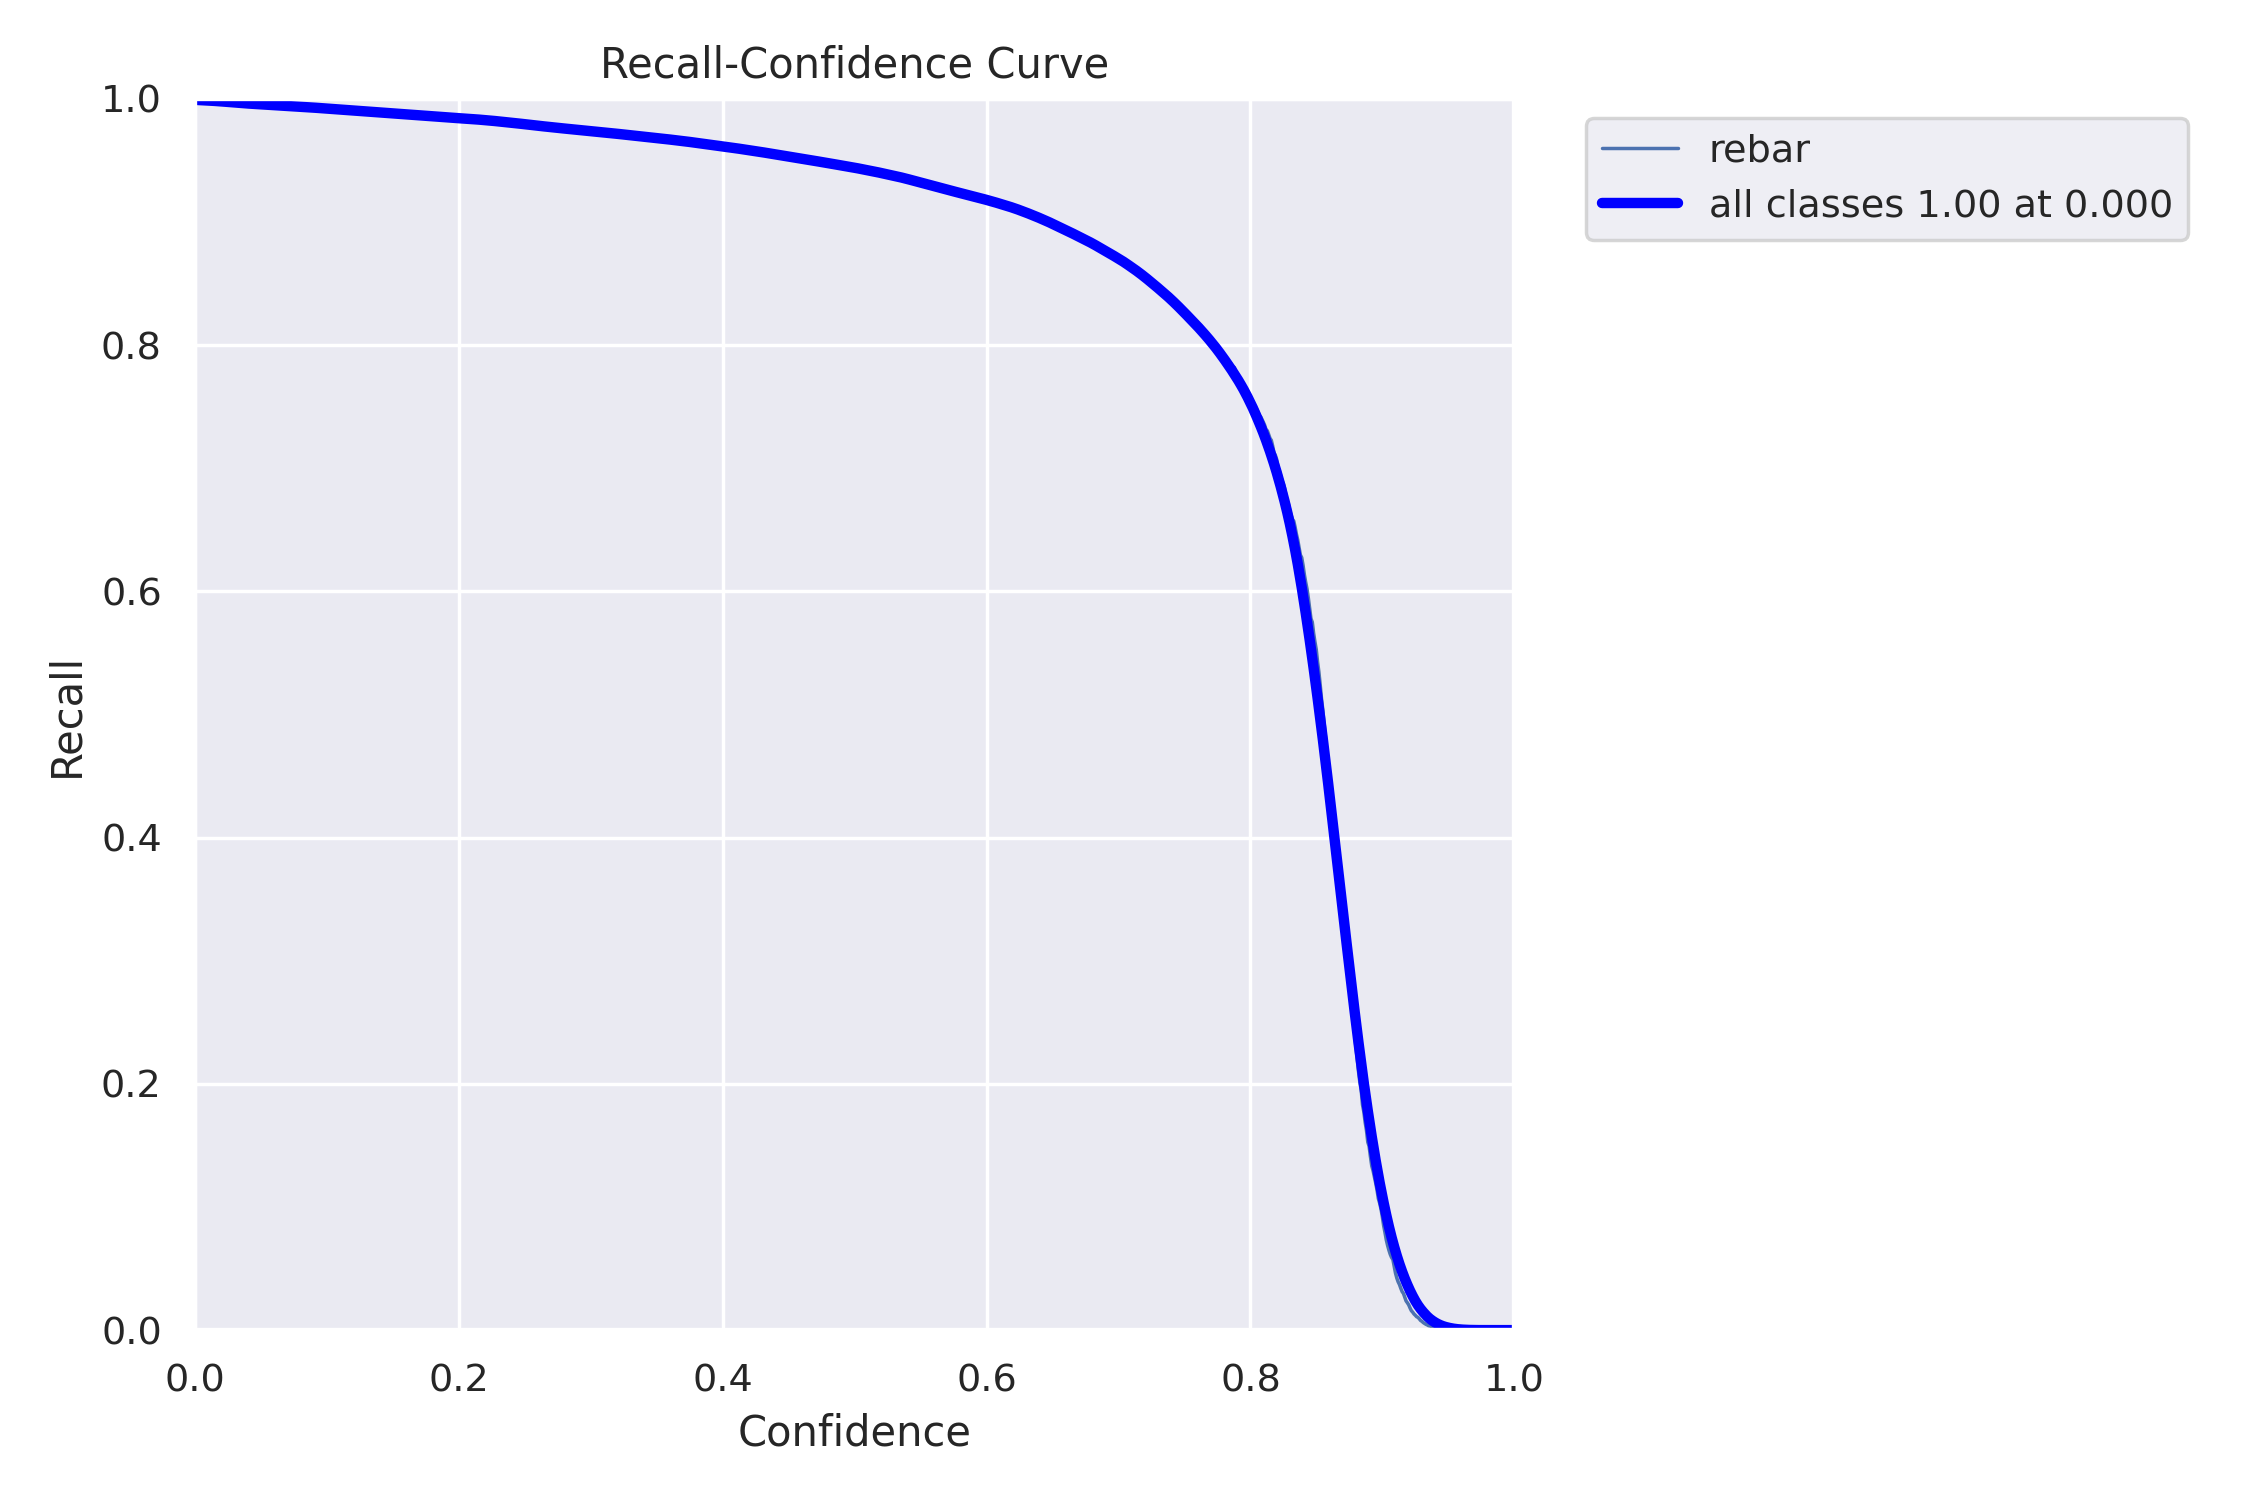 Recall-Confidence Curve
1.0
0.8
0.6
0.4
0.2
0.0
Recall
0.0 0.2 0.4 0.6 0.8 1.0
Confidence
rebar
all classes 1.00 at 0.000